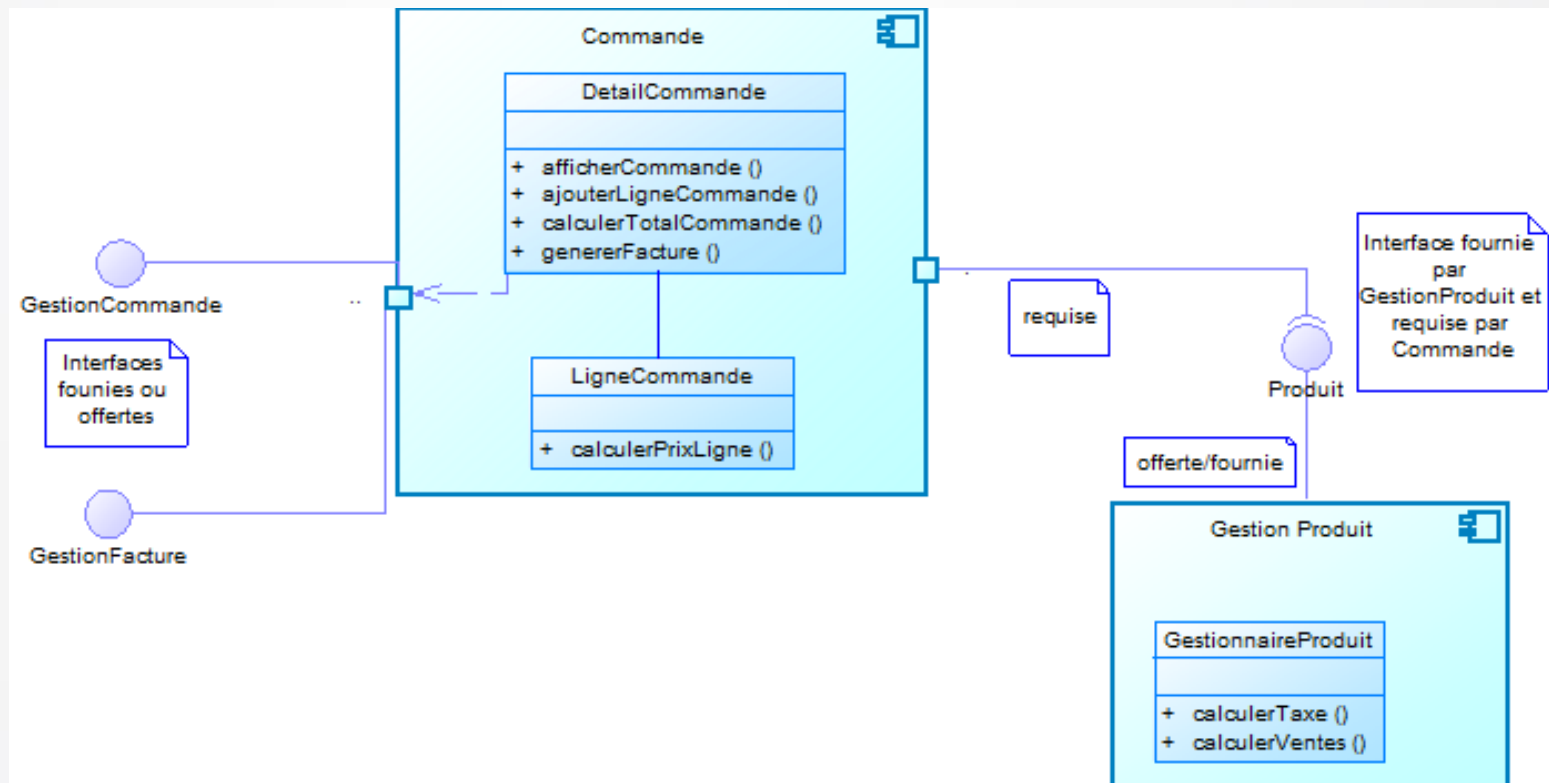 Commande
DetailCommande
+ afficherCommande ()
+ ajouterLigneCommande ()
+ calculerTotalCommande ()
+ genererFacture ()
GestionCommande
..
Interfaces
founies ou
offertes
LigneCommande
+ calculerPrixLigne ()
GestionFacture
.
requise
Interface fournie
par
GestionProduit et
requise par
Commande
Produit
offerte/fournie
Gestion Produit
GestionnaireProduit
+ calculerTaxe ()
+ calculerVentes ()